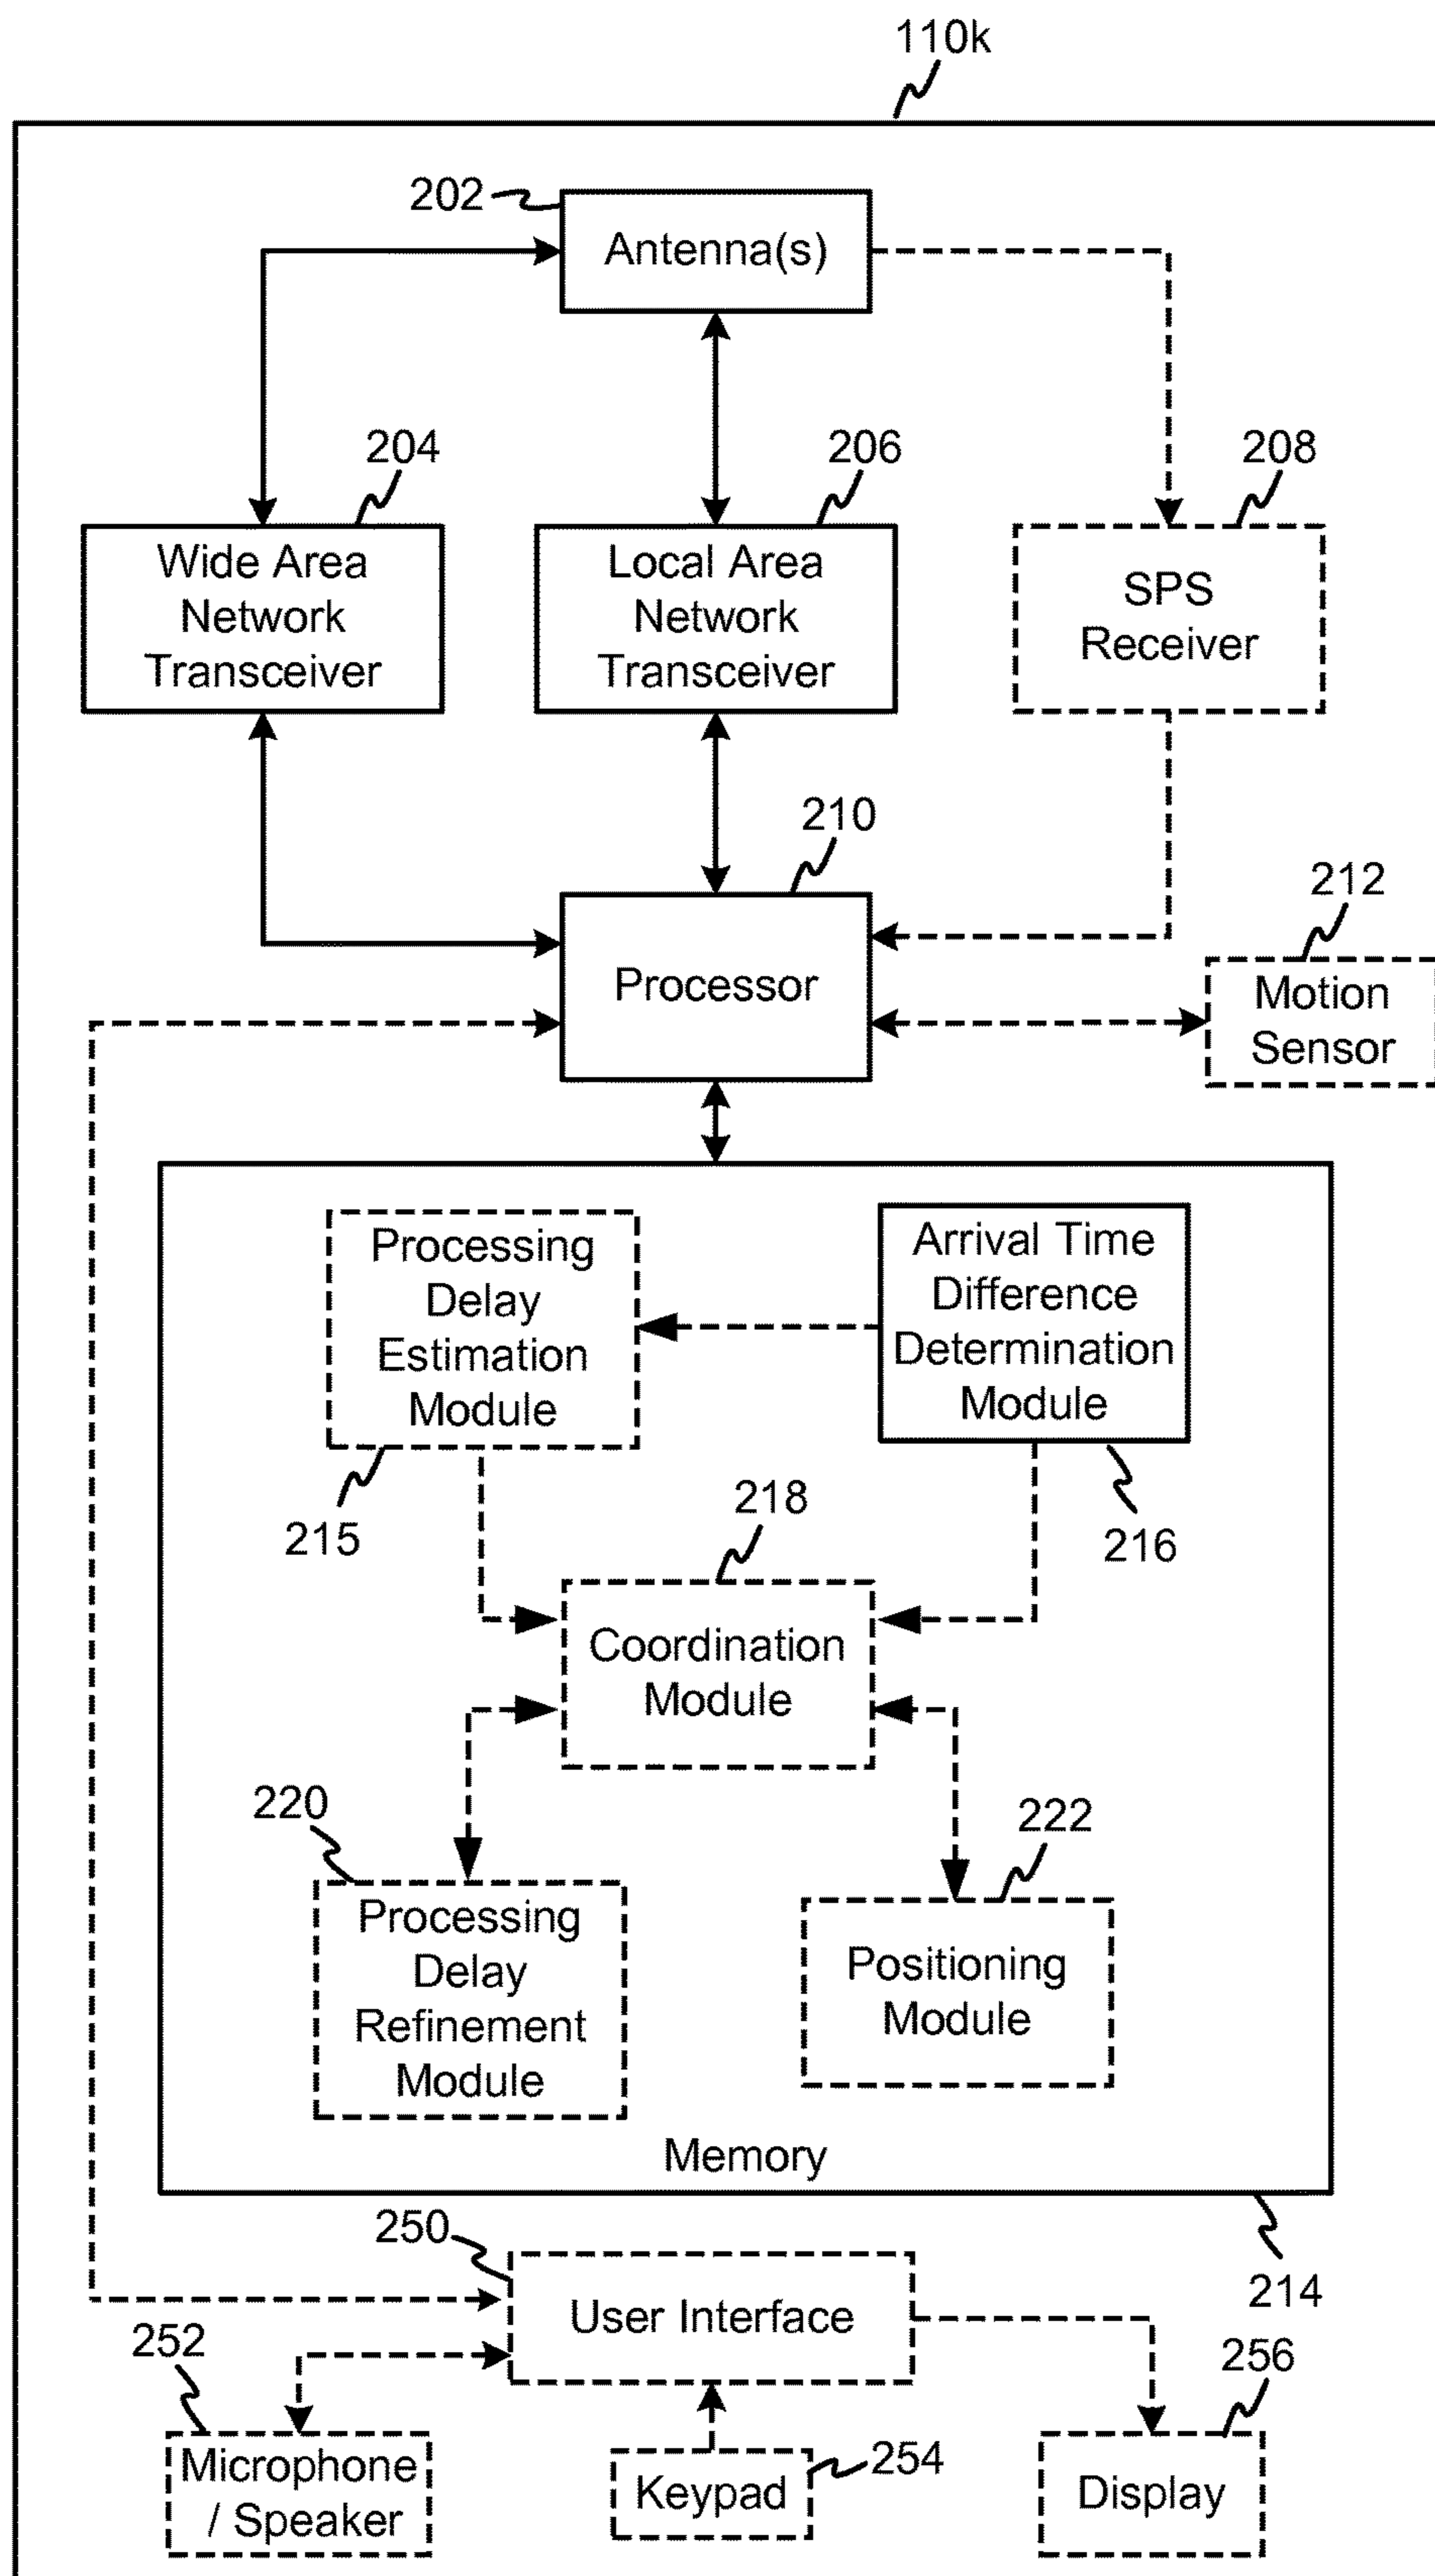 110k
202
Antenna(s)
204
206
208
Wide Area
Network
Transceiver
Local Area
Network
Transceiver
SPS
Receiver
210
212
Processor
Motion
Sensor
Processing
Delay
Estimation
Module
Arrival Time
Difference
Determination
Module
215
218
216
Coordination
Module
220
222
Processing
Delay
Refinement
Module
Positioning
Module
Memory
250
214
User Interface
252
256
Microphone
/ Speaker
Keypad
254
Display